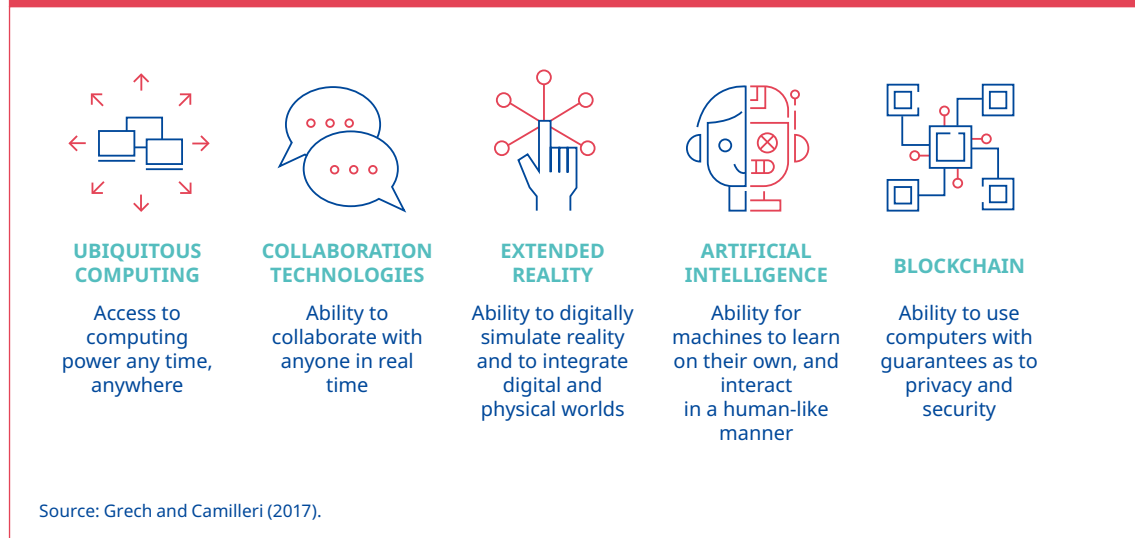 UBIQUITOUS
COMPUTING
Access to
computing
power any time,
anywhere
COLLABORATION
TECHNOLOGIES
Ability to
collaborate with
anyone in real
time
EXTENDED
REALITY
Ability to digitally
simulate reality
and to integrate
digital and
physical worlds
ARTIFICIAL
INTELLIGENCE
Ability for
machines to learn
on their own, and
interact
in a human-like
manner
BLOCKCHAIN
Ability to use
computers with
guarantees as to
privacy and
security
Source: Grech and Camilleri (2017).